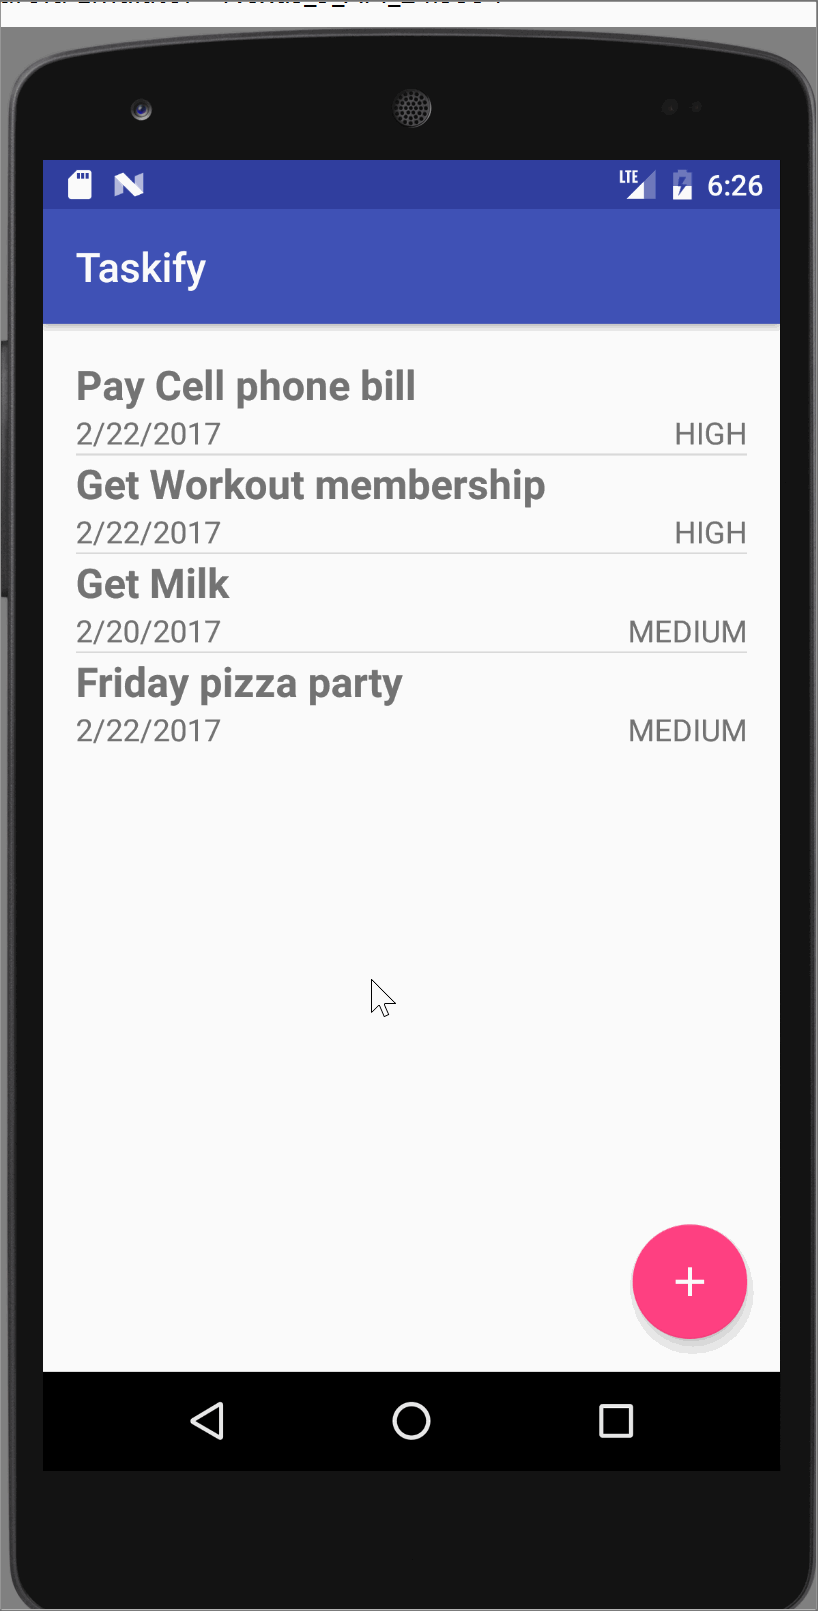 LTE 6:26
Taskify
Pay Cell phone bill
2/22/2017 HIGH
Get Workout membership
2/22/2017 HIGH
Get Milk
2/20/2017 MEDIUM
Friday pizza party
2/22/2017 MEDIUM